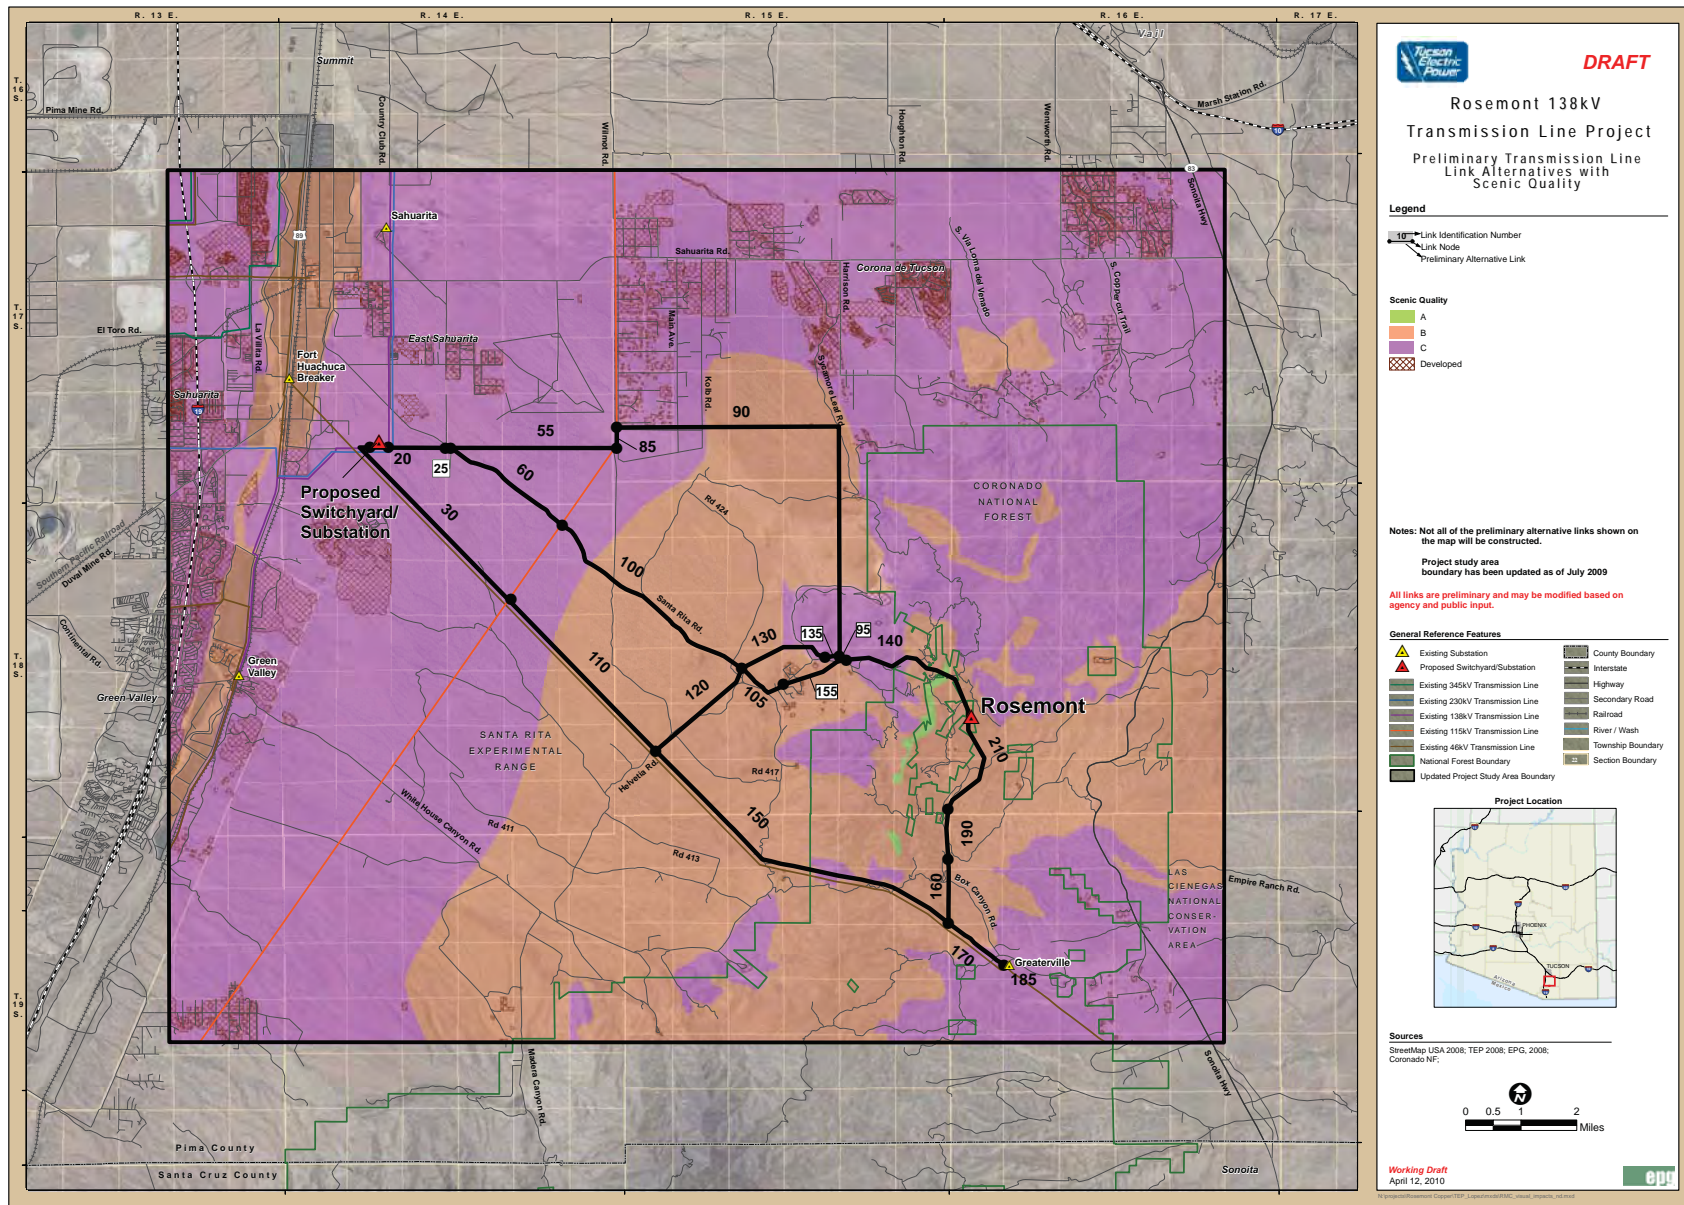 R. 13 E.
R. 14 E.
R. 15 E.
R. 16 E.
R. 17 E.
T.
16
S.
T.
17
S.
T.
18
S.
T.
19
S.
Summit
Vail
Pima Mine Rd.
Country Club Rd.
Wilmot Rd.
Houghton Rd.
Wentworth Rd.
Marsh Station Rd.
10
83
Sonoita Hwy
Sahuarita
89
Sahuarita Rd.
Corona de Tucson
S. Via Loma del Venado
S. Copper cut Trail
Harrison Rd.
El Toro Rd.
La Villita Rd.
East Sahuarita
Main Ave.
Fort
Huachuca
Breaker
Sahuarita
19
Kolb Rd.
Sycamore Leaf Rd.
90
55
85
20
25
60
Proposed
Switchyard/
Substation
30
Rd 424
CORONADO
NATIONAL
FOREST
Southern Pacific Railroad
Duval Mine Rd.
100
Santa Rita Rd.
130
135
95
140
Continental Rd.
Green
Valley
Green Valley
110
120
105
155
Rosemont
210
SANTA RITA
EXPERIMENTAL
RANGE
Helvetia Rd.
Rd 417
White House Canyon Rd.
Rd 411
150
Rd 413
190
160
Box Canyon Rd.
LAS
CIENEGAS
NATIONAL
CONSER-
VATION
AREA
Empire Ranch Rd.
170
Greaterville
185
Madera Canyon Rd.
Sonoita Hwy
Pima County
Santa Cruz County
Sonoita
Tucson
Electric
Power
DRAFT
Rosemont 138kV
Transmission Line Project
Preliminary Transmission Line
Link Alternatives with
Scenic Quality
Legend
10
Link Identification Number
Link Node
Preliminary Alternative Link
Scenic Quality
A
B
C
Developed
Notes: Not all of the preliminary alternative links shown on
the map will be constructed.
Project study area
boundary has been updated as of July 2009
All links are preliminary and may be modified based on
agency and public input.
General Reference Features
Existing Substation
Proposed Switchyard/Substation
Existing 345kV Transmission Line
Existing 230kV Transmission Line
Existing 138kV Transmission Line
Existing 115kV Transmission Line
Existing 46kV Transmission Line
National Forest Boundary
Updated Project Study Area Boundary
County Boundary
Interstate
Highway
Secondary Road
Railroad
River / Wash
Township Boundary
22 Section Boundary
Project Location
PHOENIX
TUCSON
Arizona
Mexico
Sources
StreetMap USA 2008; TEP 2008; EPG, 2008;
Coronado NF;
N
0 0.5 1 2
Miles
Working Draft
April 12, 2010
epg